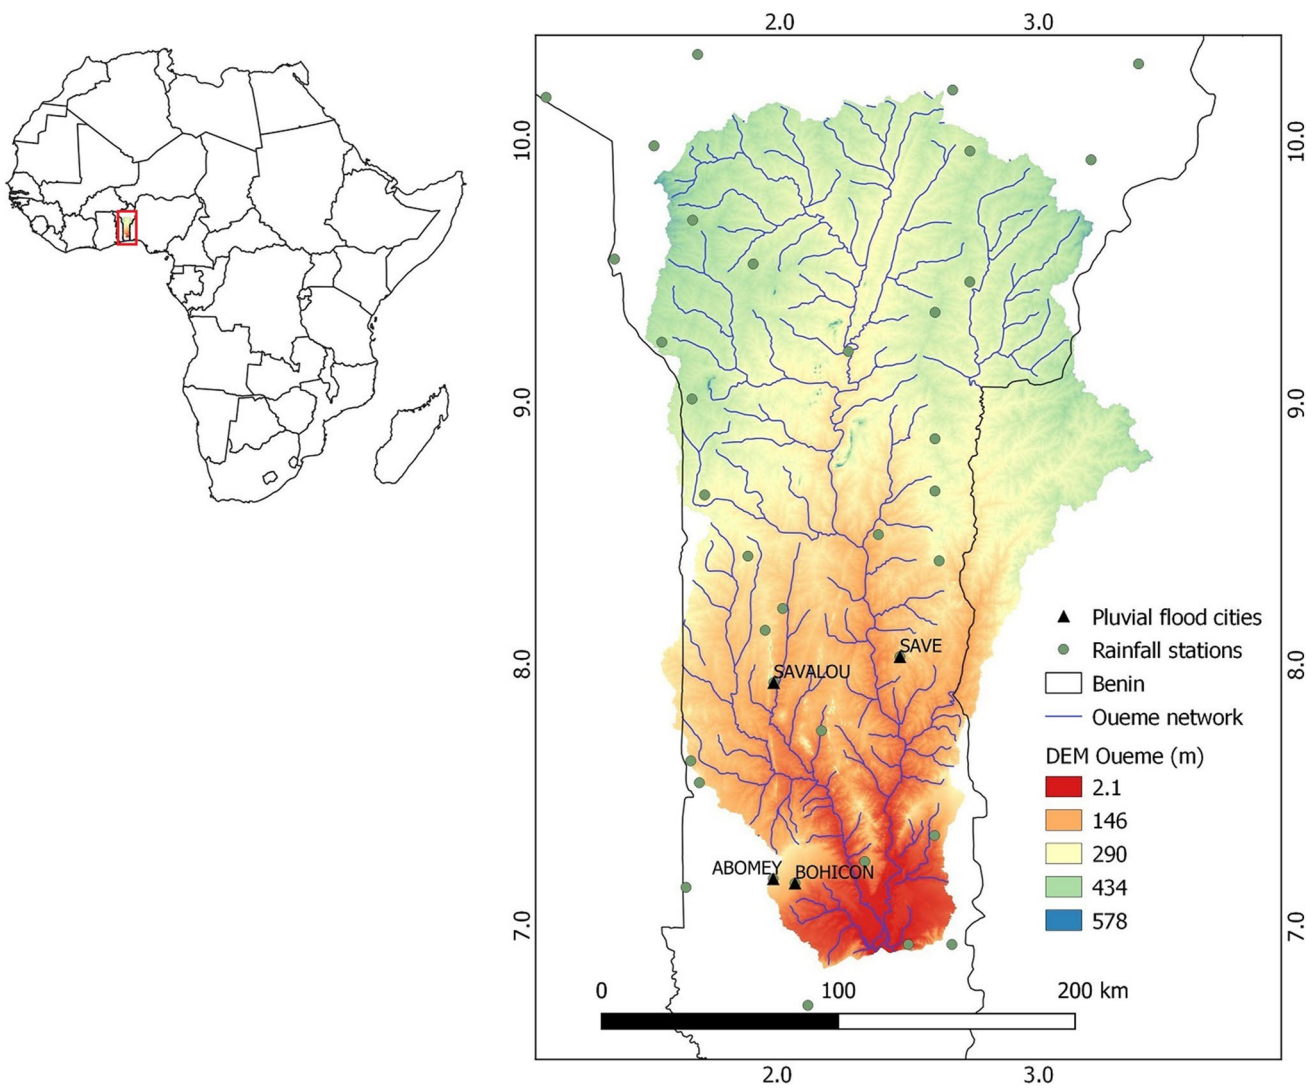 2.0 3.0
10.0 10.0
9.0 9.0
8.0 8.0
7.0 7.0
SAVE
SAVALOU
ABOMEY BOHICON
Pluvial flood cities
Rainfall stations
Benin
Oueme network
DEM Oueme (m)
2.1
146
290
434
578
0 100 200 km
2.0 3.0